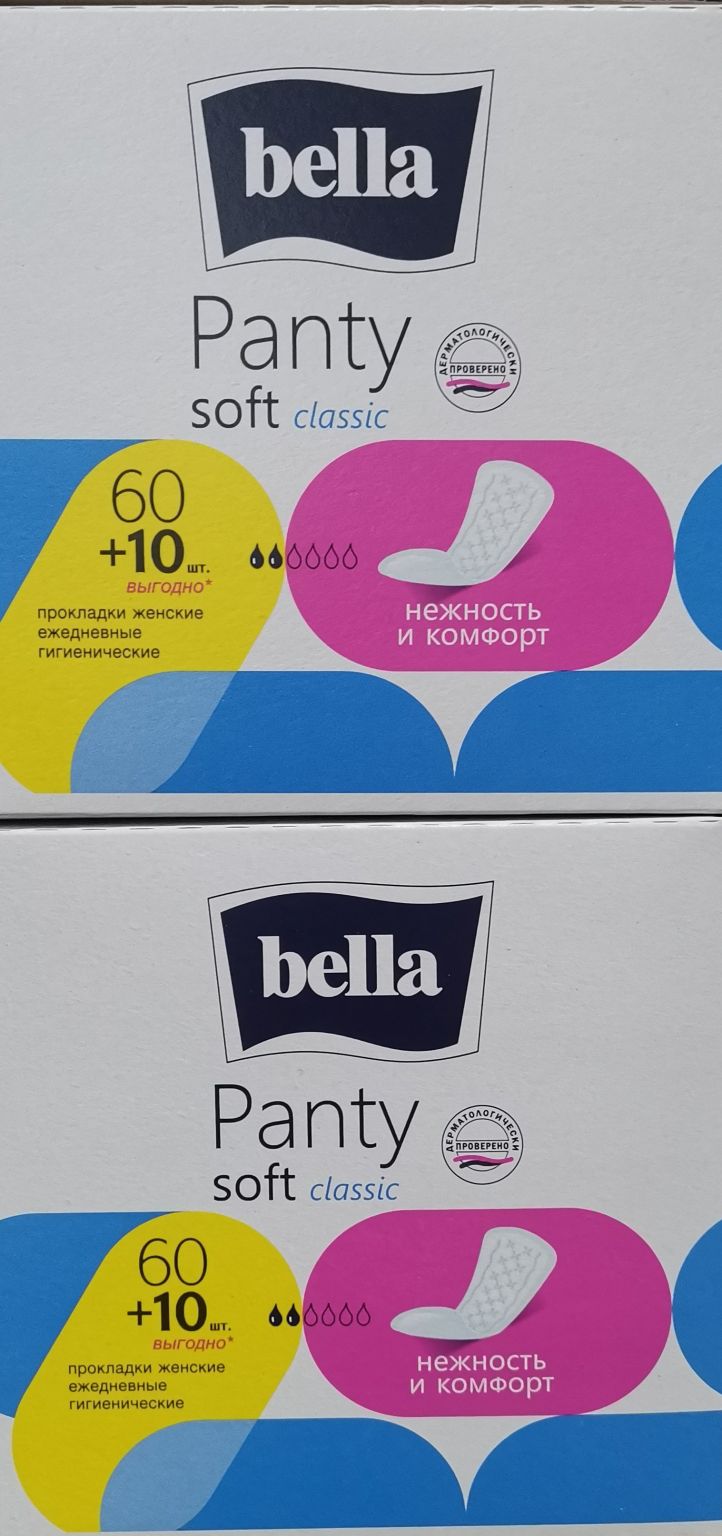 bella
Panty
soft classic
ДЕРМАТОЛОГИЧЕСКИ
ПРОВЕРЕНО
60
+10 шт.
выгодно*
прокладки женские
ежедневные
гигиенические
нежность
и комфорт
bella
Panty
soft classic
ДЕРМАТОЛОГИЧЕСКИ
ПРОВЕРЕНО
60
+10 шт.
выгодно*
прокладки женские
ежедневные
гигиенические
нежность
и комфорт